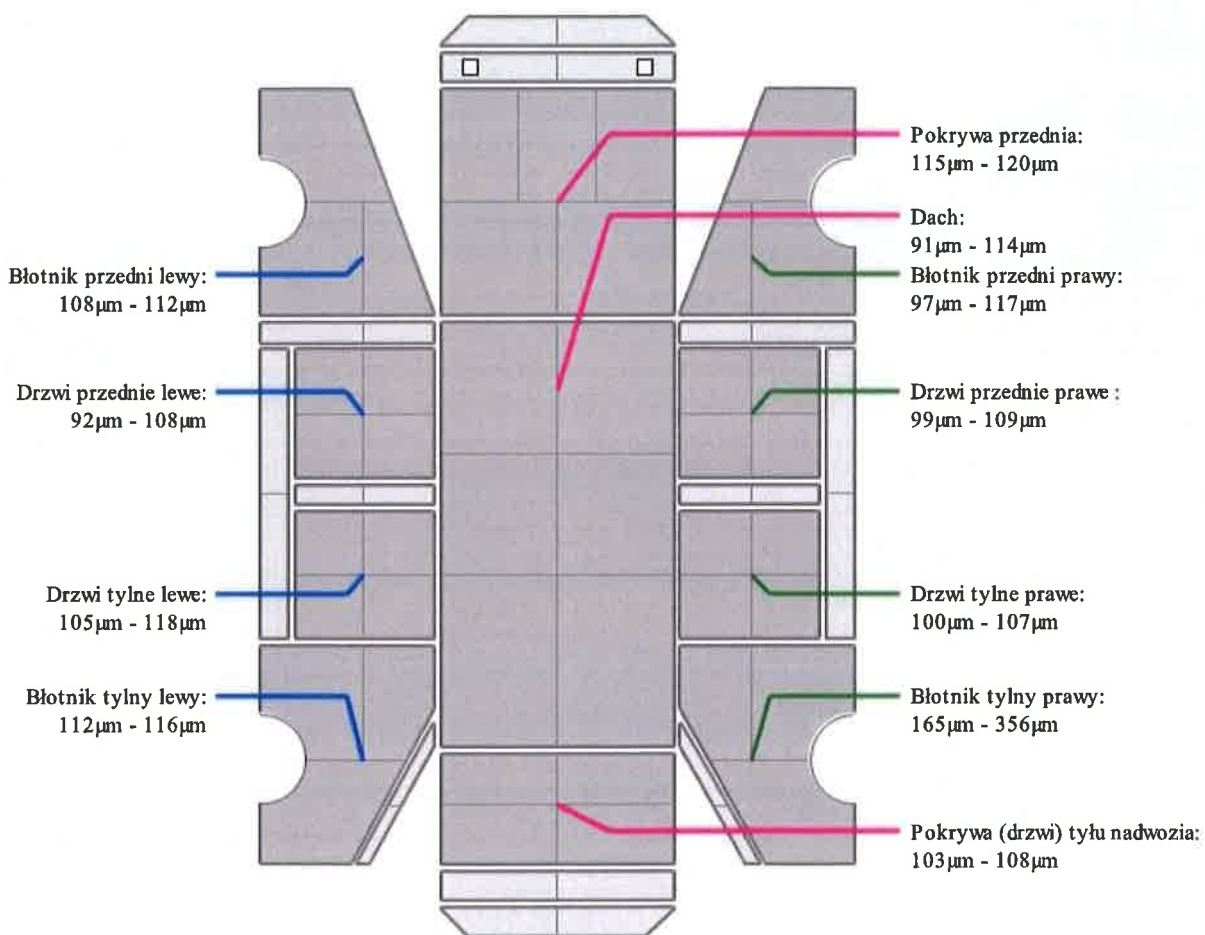 Pokrywa przednia:
115µm - 120µm
Dach:
91µm - 114µm
Błotnik przedni lewy:
108µm - 112µm
Błotnik przedni prawy:
97µm - 117µm
Drzwi przednie lewe:
92µm - 108µm
Drzwi przednie prawe :
99µm - 109µm
Drzwi tylne lewe:
105µm - 118µm
Drzwi tylne prawe:
100µm - 107µm
Błotnik tylny lewy:
112µm - 116µm
Błotnik tylny prawy:
165µm - 356µm
Pokrywa (drzwi) tyłu nadwozia:
103µm - 108µm